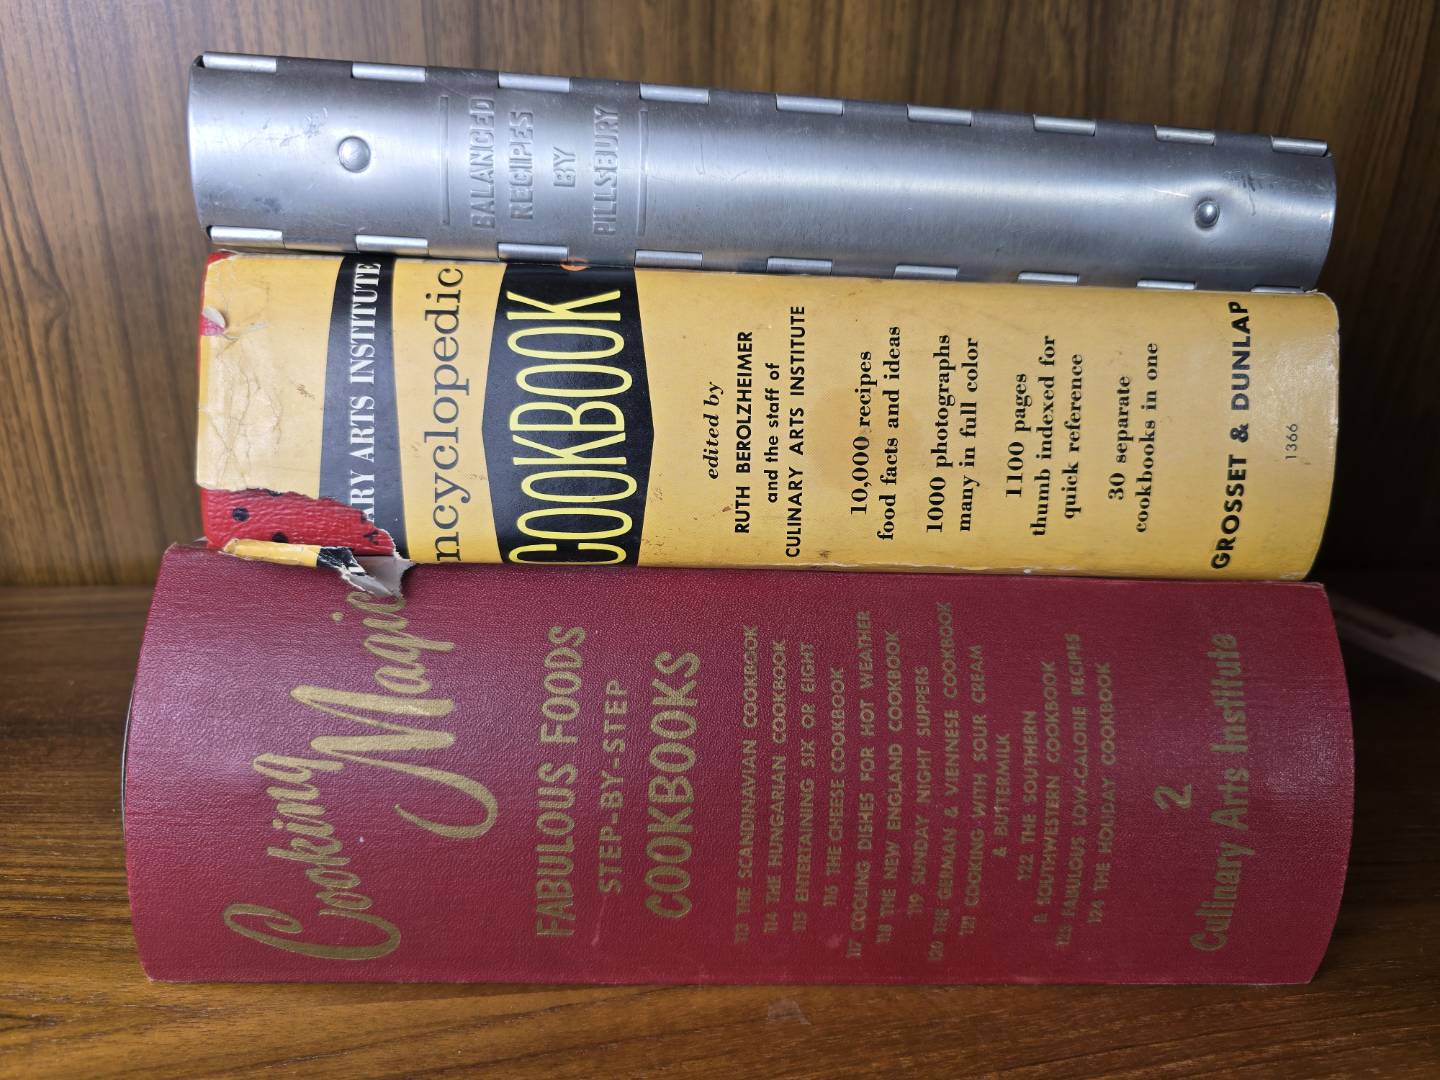 BALANCED
RECIPES
BY
PILLSBURY
ARY ARTS INSTITUTE
ncyclopedic
COOKBOOK
edited by
RUTH BEROLZHEIMER
and the staff of
CULINARY ARTS INSTITUTE
10,000 recipes
food facts and ideas
1000 photographs
many in full color
1100 pages
thumb indexed for
quick reference
30 separate
cookbooks in one
GROSSET & DUNLAP
1366
Cooking
Magic
FABULOUS FOODS
STEP-BY-STEP
COOKBOOKS
113 THE SCANDINAVIAN COOKBOOK
114 THE HUNGARIAN COOKBOOK
115 ENTERTAINING SIX OR EIGHT
116 THE CHEESE COOKBOOK
117 COOLING DISHES FOR HOT WEATHER
118 THE NEW ENGLAND COOKBOOK
119 SUNDAY NIGHT SUPPERS
120 THE GERMAN & VIENNESE COOKBOOK
121 COOKING WITH SOUR CREAM
& BUTTERMILK
122 THE SOUTHERN
& SOUTHWESTERN COOKBOOK
123 FABULOUS LOW-CALORIE RECIPES
124 THE HOLIDAY COOKBOOK
2
Culinary Arts Institute